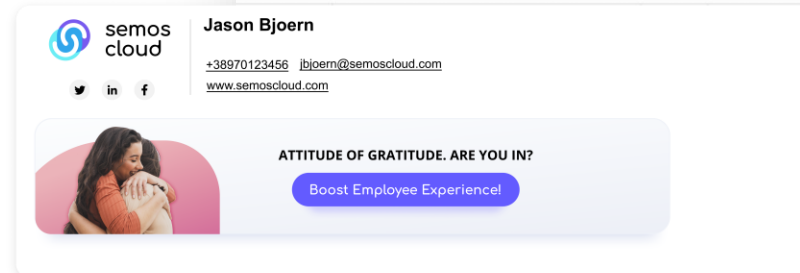 semos
cloud
Jason Bjoern
+38970123456 jbjoern@semoscloud.com
www.semoscloud.com
ATTITUDE OF GRATITUDE. ARE YOU IN?
Boost Employee Experience!